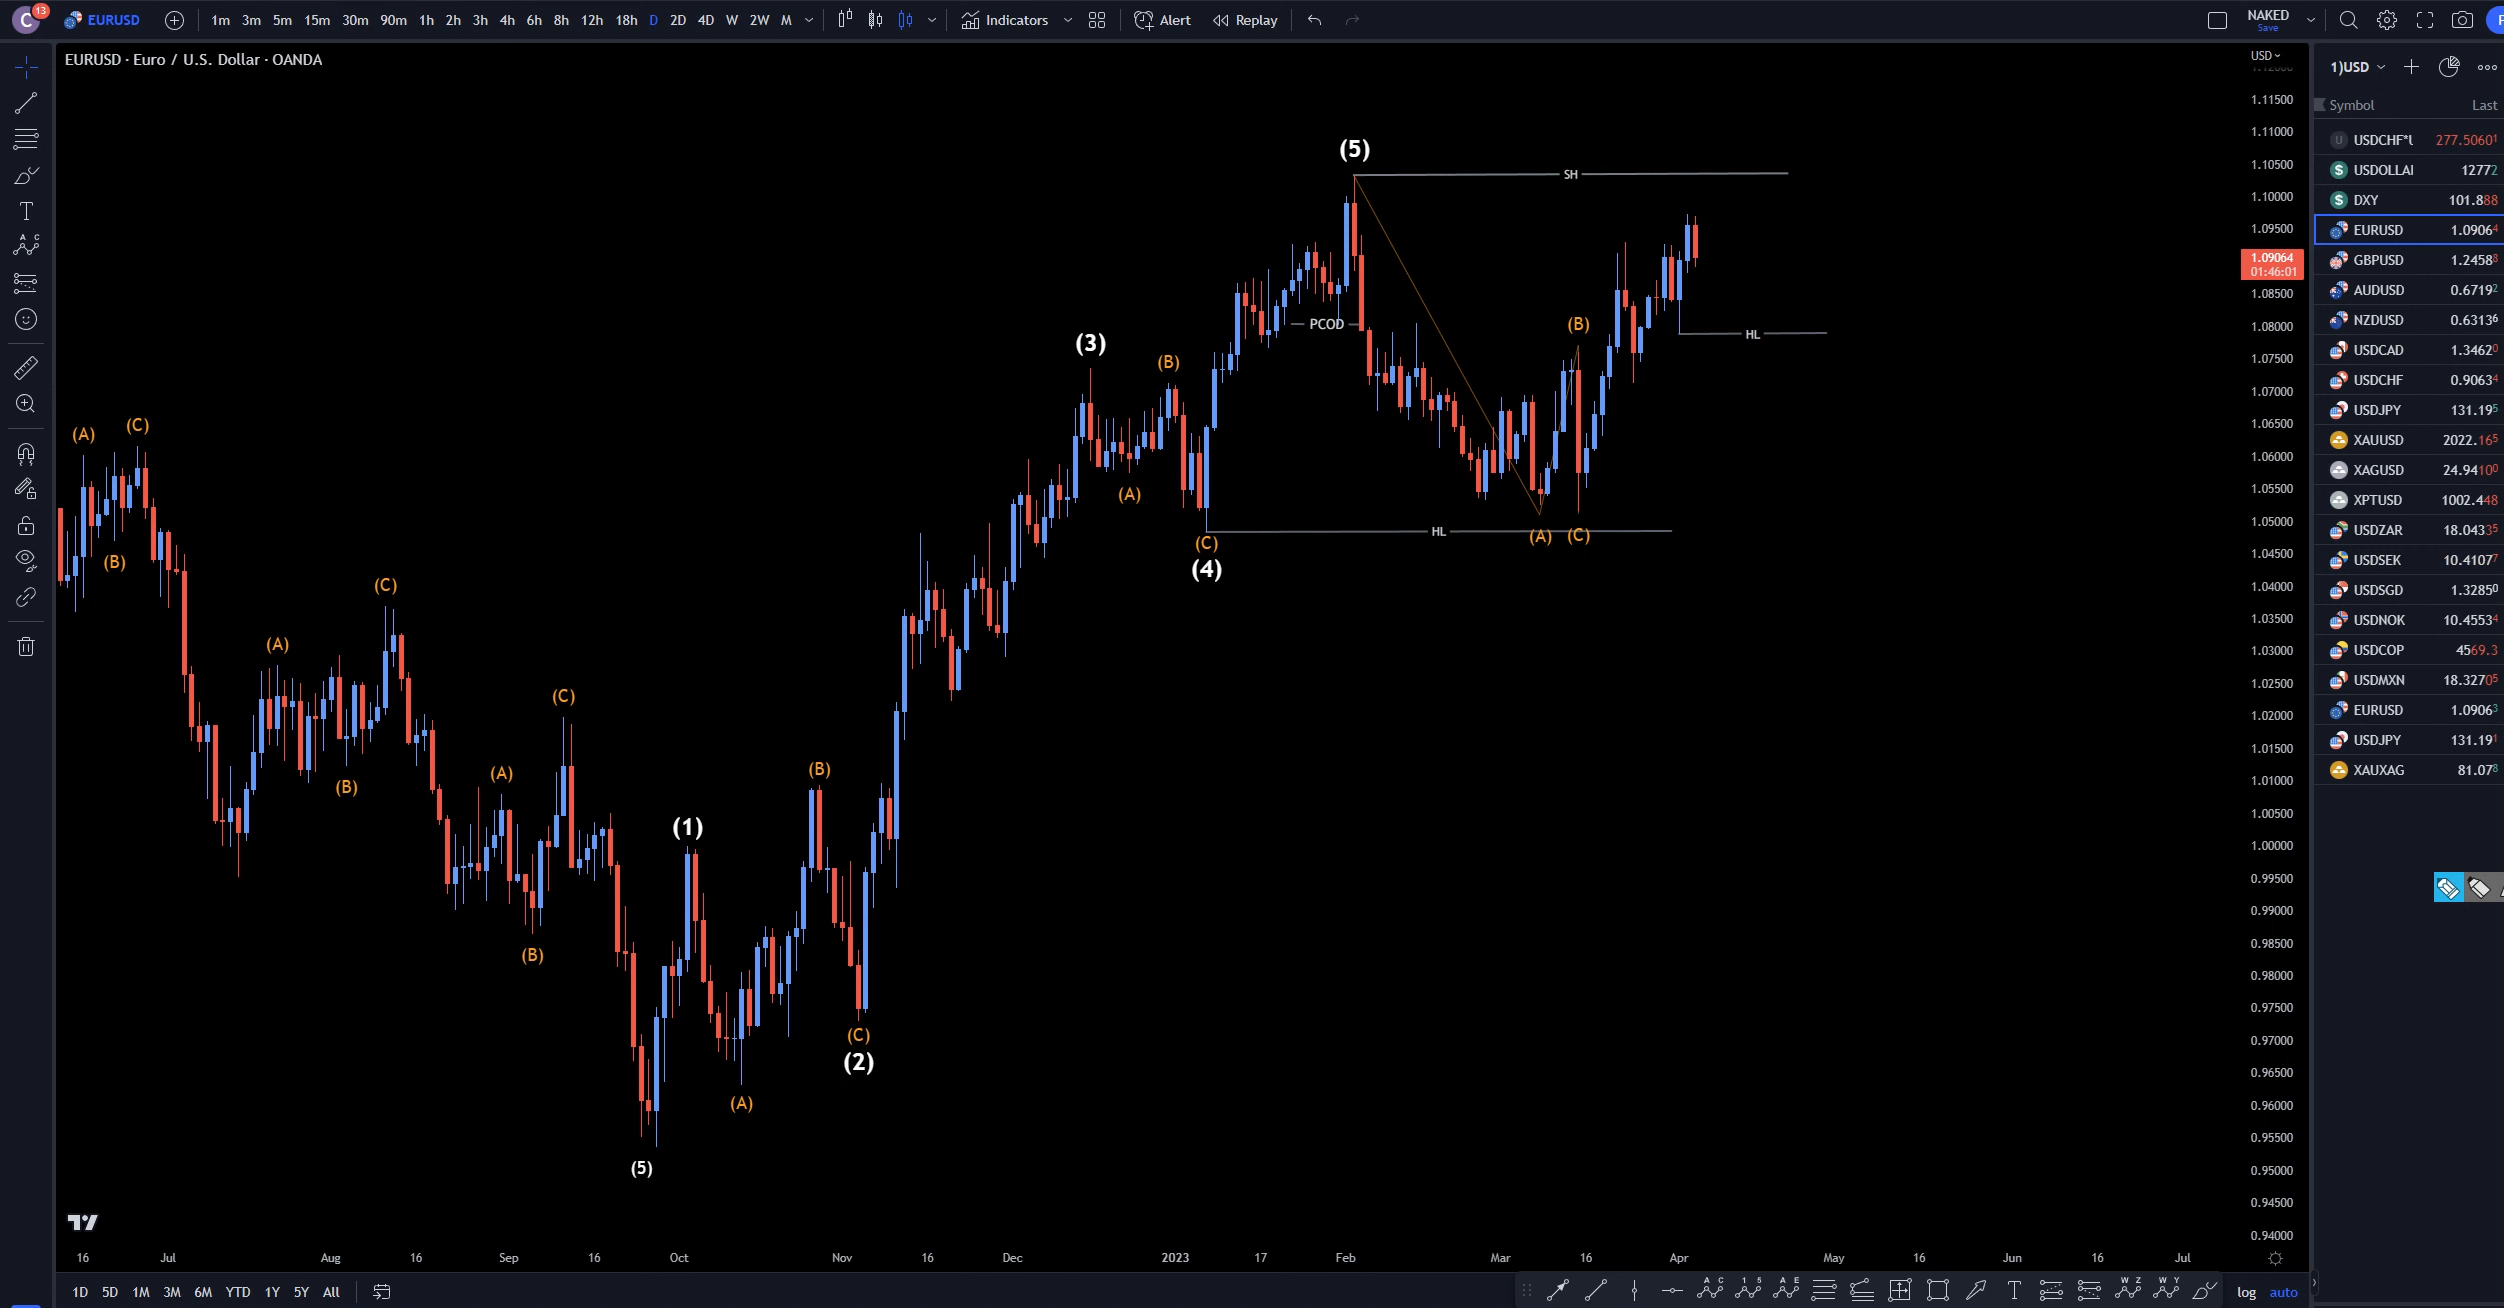 C 13 EURUSD 1m 3m 5m 15m 30m 90m 1h 2h 3h 4h 6h 8h 12h 18h D 2D 4D W 2W M Indicators Alert Replay NAKED
Save
EURUSD · Euro / U.S. Dollar · OANDA
USD
1)USD
Symbol Last
1.11500
1.11000
1.10500
1.10000
1.09500
1.09064
01:46:01
1.08500
1.08000
1.07500
1.07000
1.06500
1.06000
1.05500
1.05000
1.04500
1.04000
1.03500
1.03000
1.02500
1.02000
1.01500
1.01000
1.00500
1.00000
0.99500
0.99000
0.98500
0.98000
0.97500
0.97000
0.96500
0.96000
0.95500
0.95000
0.94500
0.94000
USDCHF*U 277.50601
USDOLLAR 12772
DXY 101.888
EURUSD 1.09064
GBPUSD 1.24588
AUDUSD 0.67192
NZDUSD 0.63136
USDCAD 1.34620
USDCHF 0.90634
USDJPY 131.195
XAUUSD 2022.165
XAGUSD 24.94100
XPTUSD 1002.448
USDZAR 18.04335
USDSEK 10.41077
USDSGD 1.32850
USDNOK 10.45534
USDCOP 4569.3
USDMXN 18.32705
EURUSD 1.09063
USDJPY 131.191
XAUXAG 81.078
(5)
SH
PCOD
(3)
(B)
(B)
HL
(A)
(C)
(A)
(B)
HL
(A)
(C)
(C)
(4)
(C)
(A)
(C)
(B)
(A)
(B)
(1)
(B)
(C)
(2)
(A)
(5)
16 Jul Aug 16 Sep 16 Oct Nov 16 Dec 2023 17 Feb Mar 16 Apr May 16 Jun 16 Jul
1D 5D 1M 3M 6M YTD 1Y 5Y All
log auto